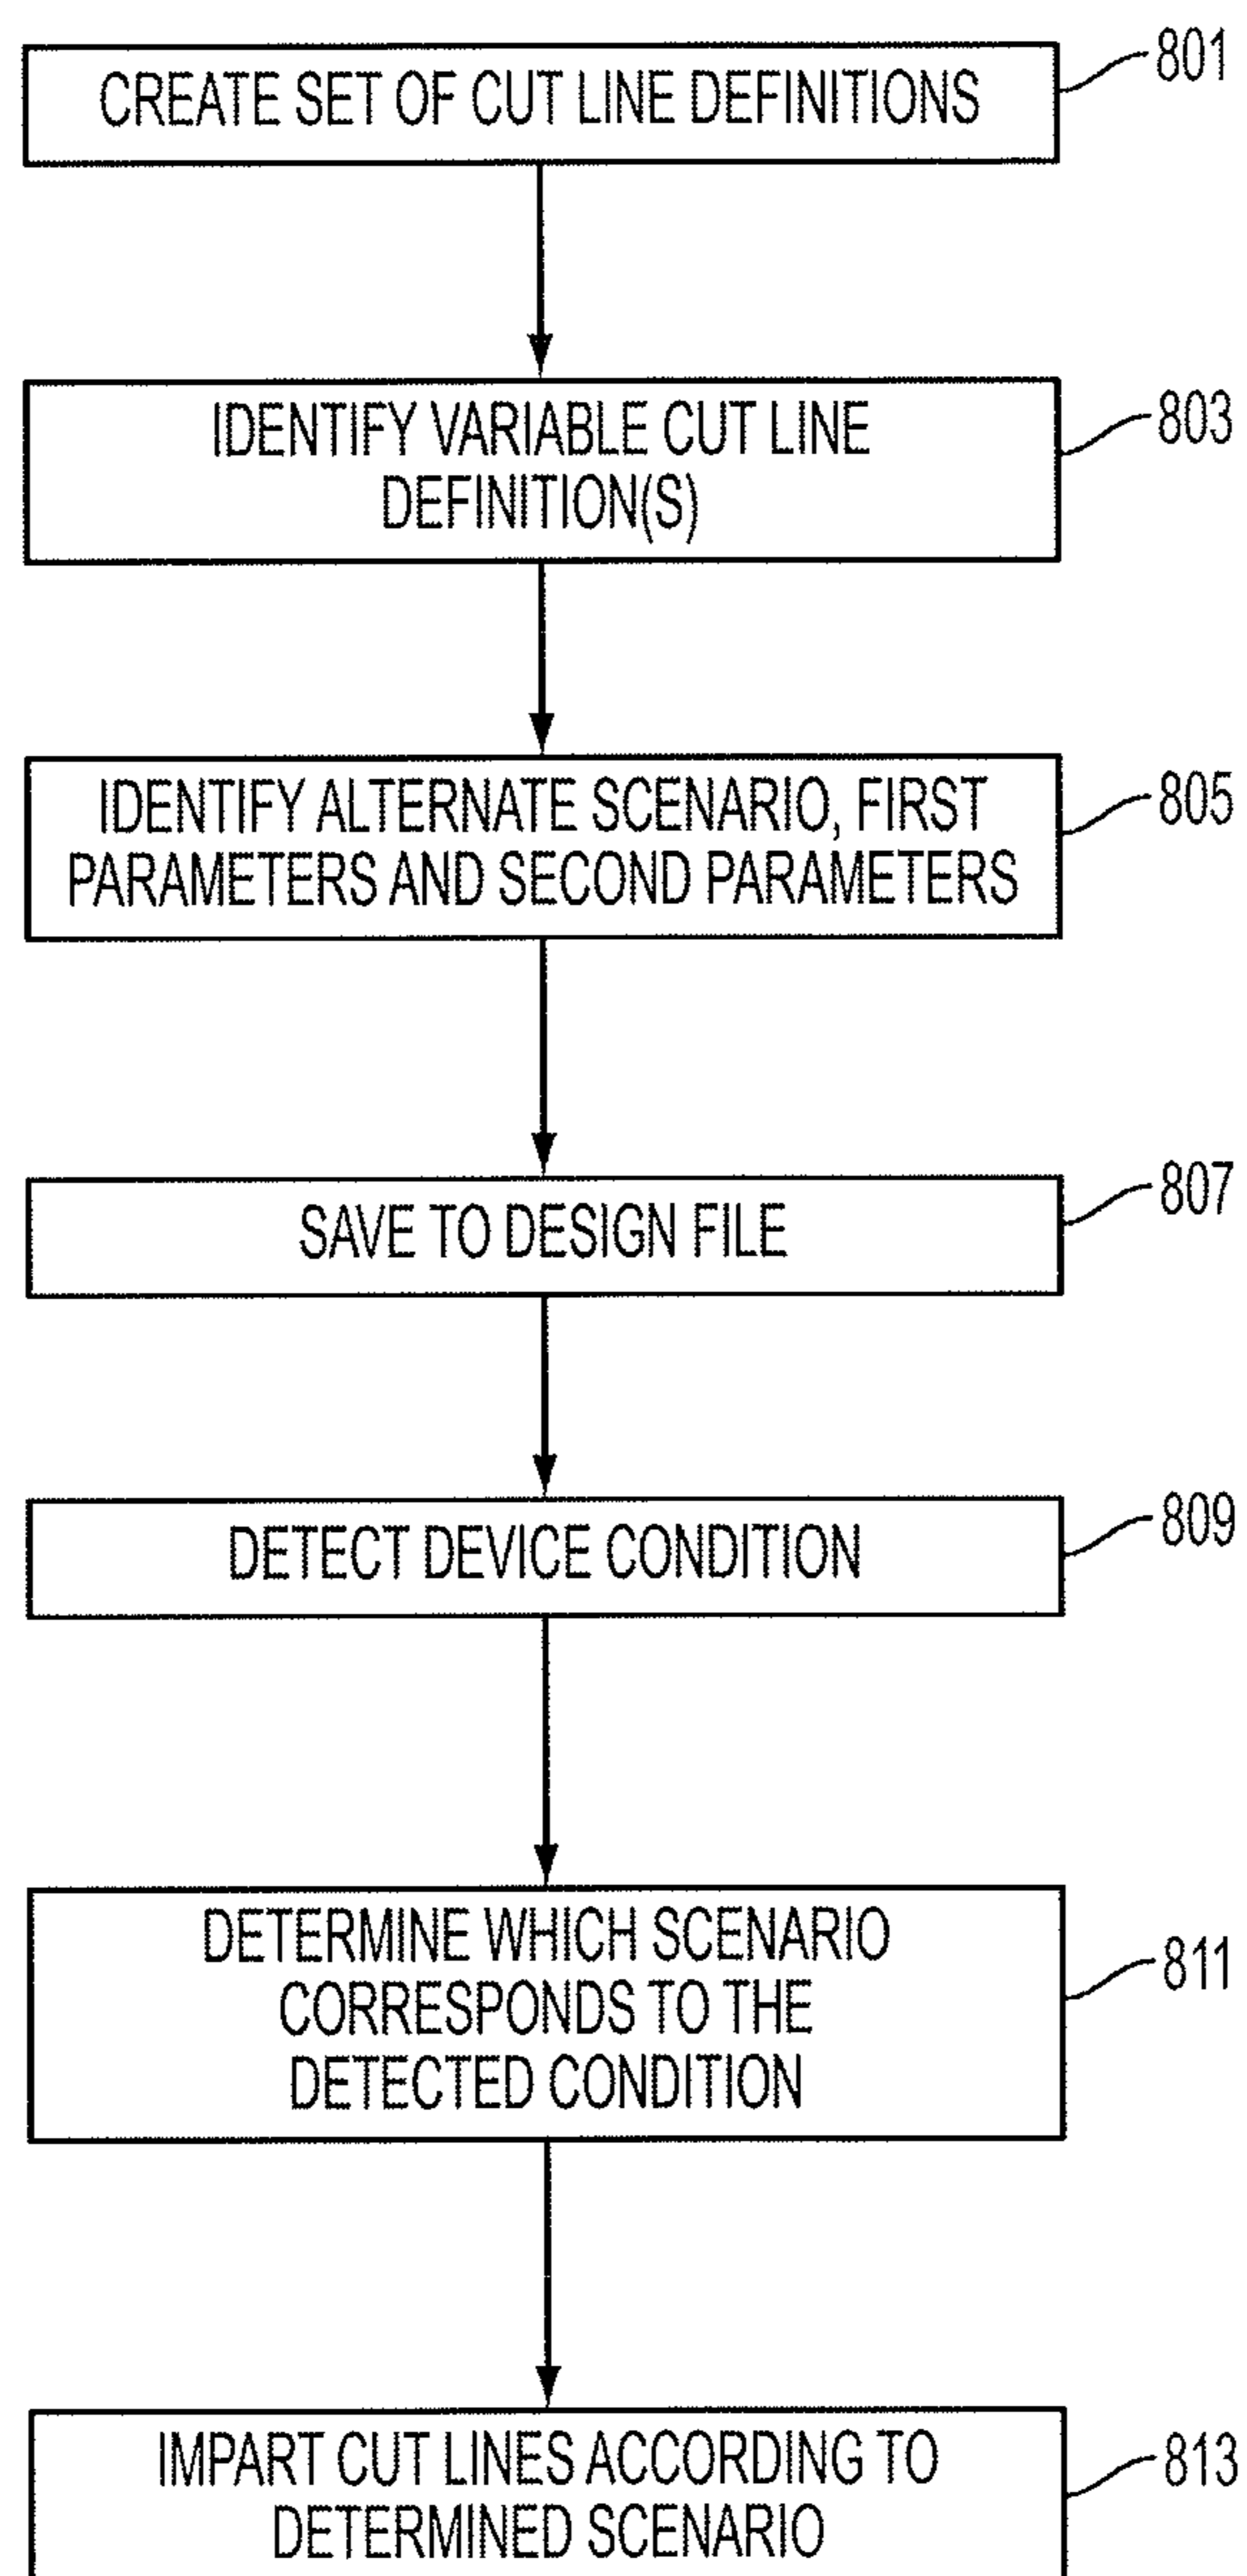 CREATE SET OF CUT LINE DEFINITIONS
801
IDENTIFY VARIABLE CUT LINE
DEFINITION(S)
803
IDENTIFY ALTERNATE SCENARIO, FIRST
PARAMETERS AND SECOND PARAMETERS
805
SAVE TO DESIGN FILE
807
DETECT DEVICE CONDITION
809
DETERMINE WHICH SCENARIO
CORRESPONDS TO THE
DETECTED CONDITION
811
IMPART CUT LINES ACCORDING TO
DETERMINED SCENARIO
813